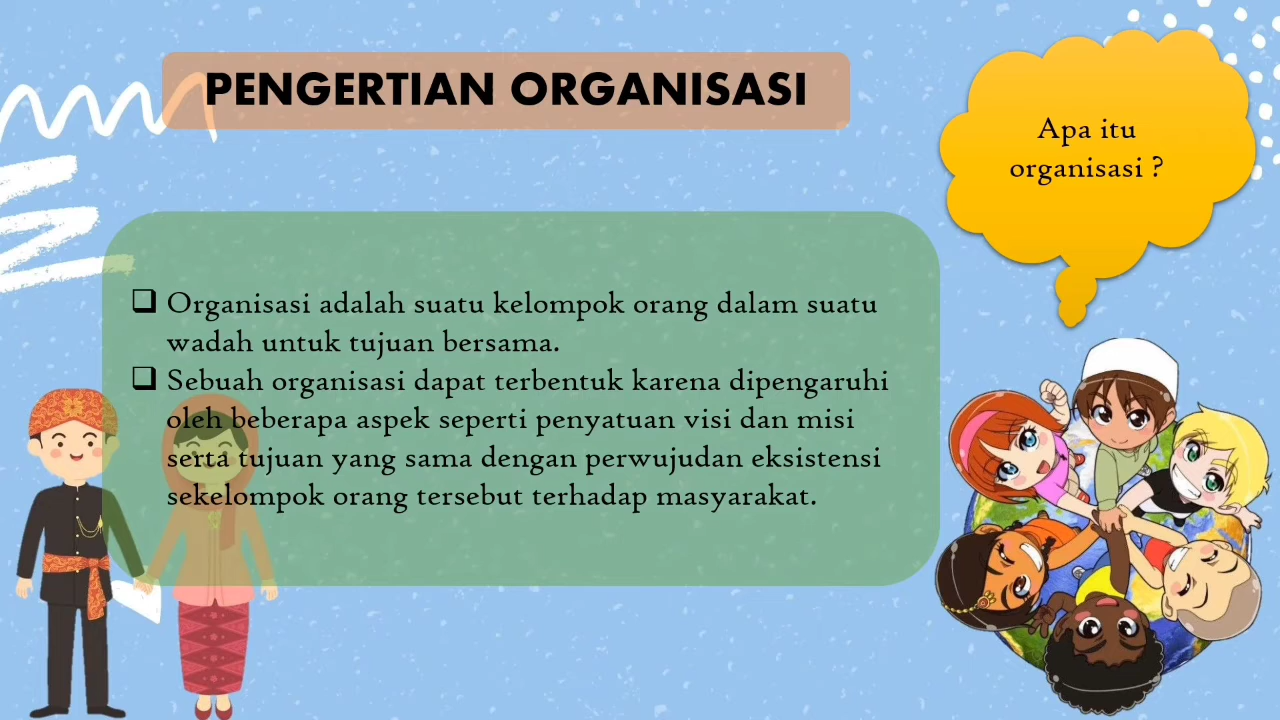 PENGERTIAN ORGANISASI
Apa itu
organisasi ?
❑ Organisasi adalah suatu kelompok orang dalam suatu
wadah untuk tujuan bersama.
❑ Sebuah organisasi dapat terbentuk karena dipengaruhi
oleh beberapa aspek seperti penyatuan visi dan misi
serta tujuan yang sama dengan perwujudan eksistensi
sekelompok orang tersebut terhadap masyarakat.